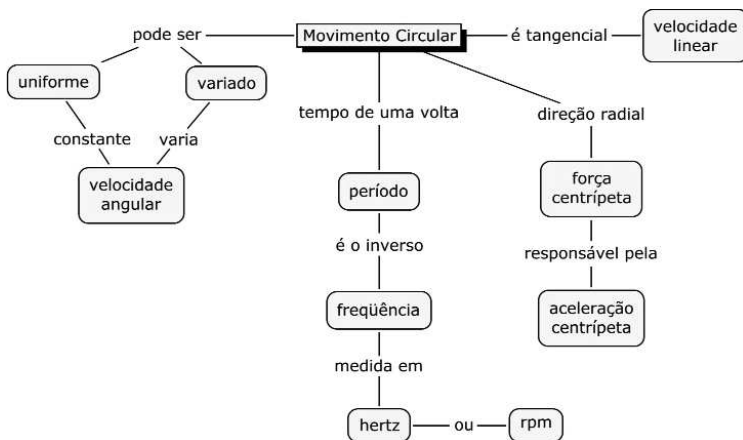 Movimento Circular
pode ser
uniforme
variado
constante
varia
velocidade
angular
é tangencial
velocidade
linear
tempo de uma volta
período
é o inverso
freqüência
medida em
hertz
ou
rpm
direção radial
força
centrípeta
responsável pela
aceleração
centrípeta